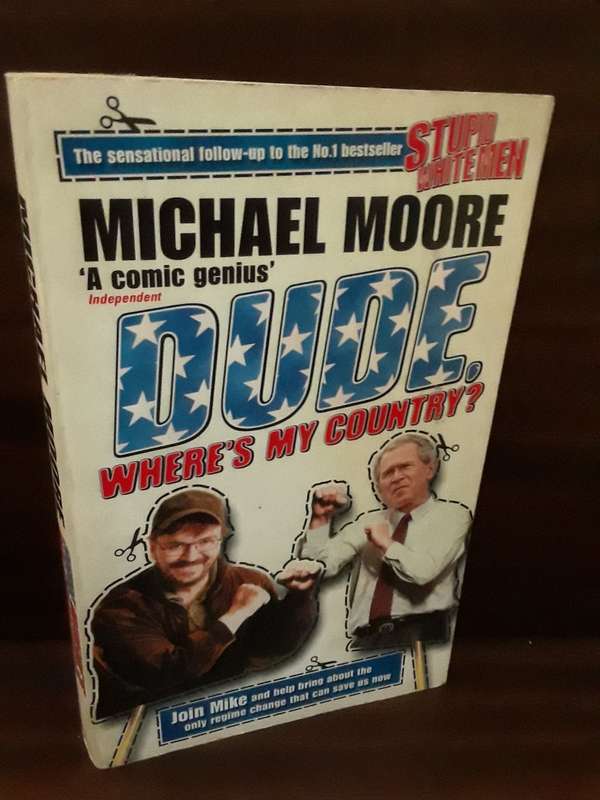 The sensational follow-up to the No.1 bestseller
STUPID
WHITE MEN
MICHAEL MOORE
'A comic genius'
Independent
DUDE,
WHERE'S MY COUNTRY?
Join Mike and help bring about the
only regime change that can save us now